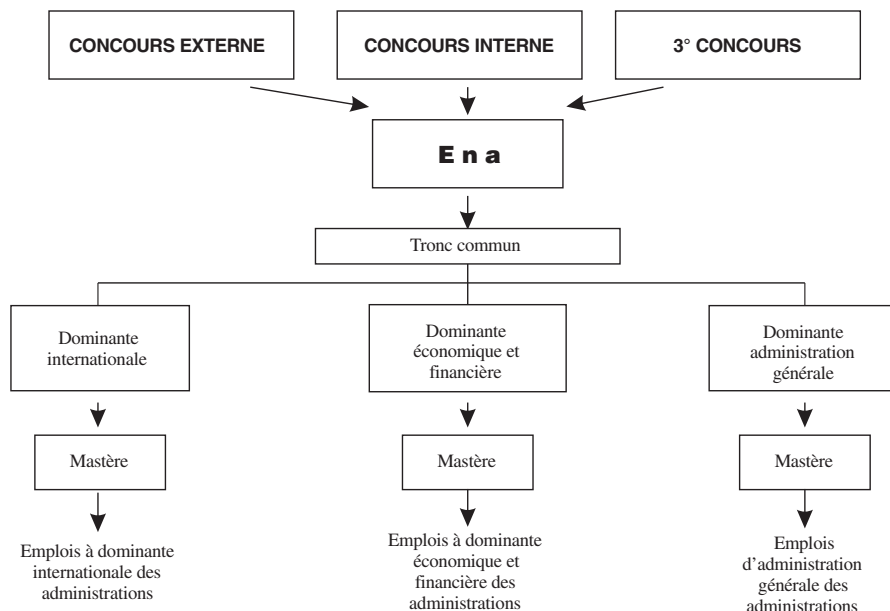 CONCOURS EXTERNE
CONCOURS INTERNE
3° CONCOURS
Ena
Tronc commun
Dominante
internationale
Dominante
économique et
financière
Dominante
administration
générale
Mastère
Mastère
Mastère
Emplois à dominante
internationale des
administrations
Emplois à dominante
économique et
financière des
administrations
Emplois
d'administration
générale des
administrations